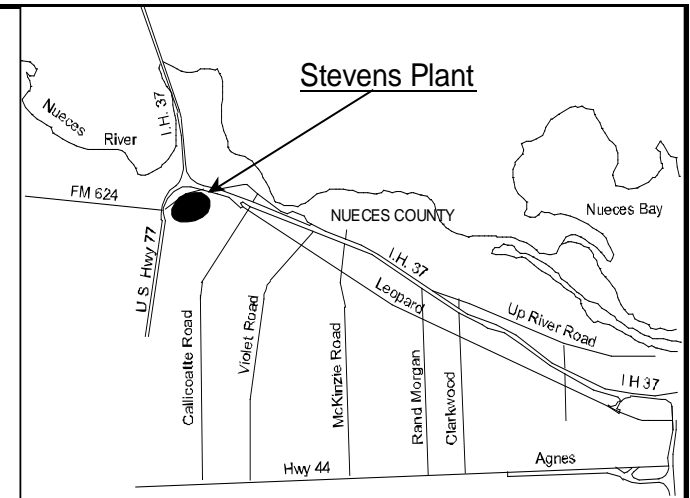 Stevens Plant
Nueces
River
I.H. 37
FM 624
U S Hwy 77
NUECES COUNTY
Nueces Bay
I.H. 37
Leopard
Up River Road
I H 37
Callicoatte Road
Violet Road
McKinzie Road
Rand Morgan
Clarkwood
Hwy 44
Agnes